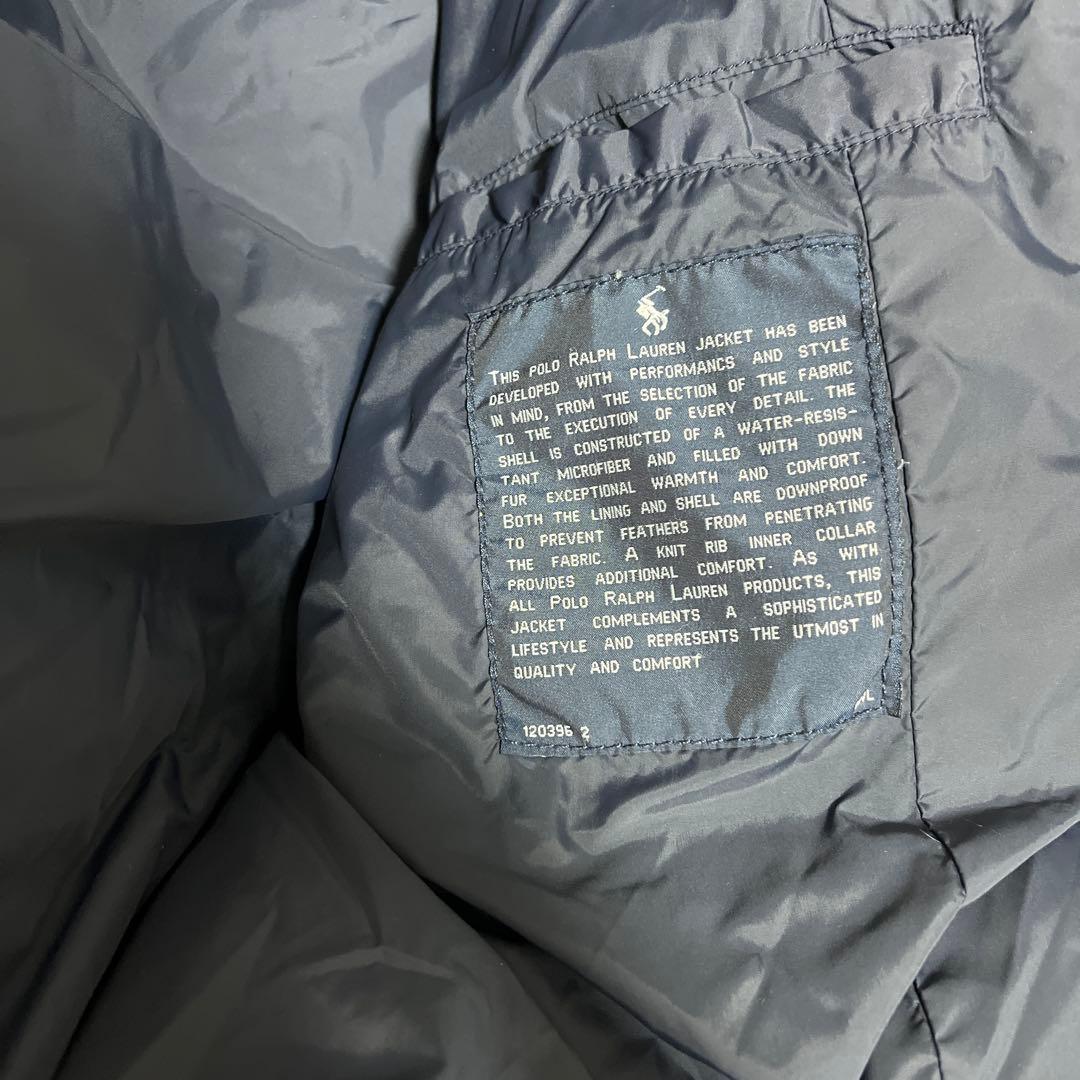 THIS POLO RALPH LAUREN JACKET HAS BEEN
DEVELOPED WITH PERFORMANCS AND STYLE
IN MIND, FROM THE SELECTION OF THE FABRIC
TO THE EXECUTION OF EVERY DETAIL. THE
SHELL IS CONSTRUCTED OF A WATER-RESIS-
TANT MICROFIBER AND FILLED WITH DOWN
FUR EXCEPTIONAL WARMTH AND COMFORT.
BOTH THE LINING AND SHELL ARE DOWNPROOF
TO PREVENT FEATHERS FROM PENETRATING
THE FABRIC. A KNIT RIB INNER COLLAR
PROVIDES ADDITIONAL COMFORT. AS WITH
ALL POLO RALPH LAUREN PRODUCTS, THIS
JACKET COMPLEMENTS A SOPHISTICATED
LIFESTYLE AND REPRESENTS THE UTMOST IN
QUALITY AND COMFORT
120396 2